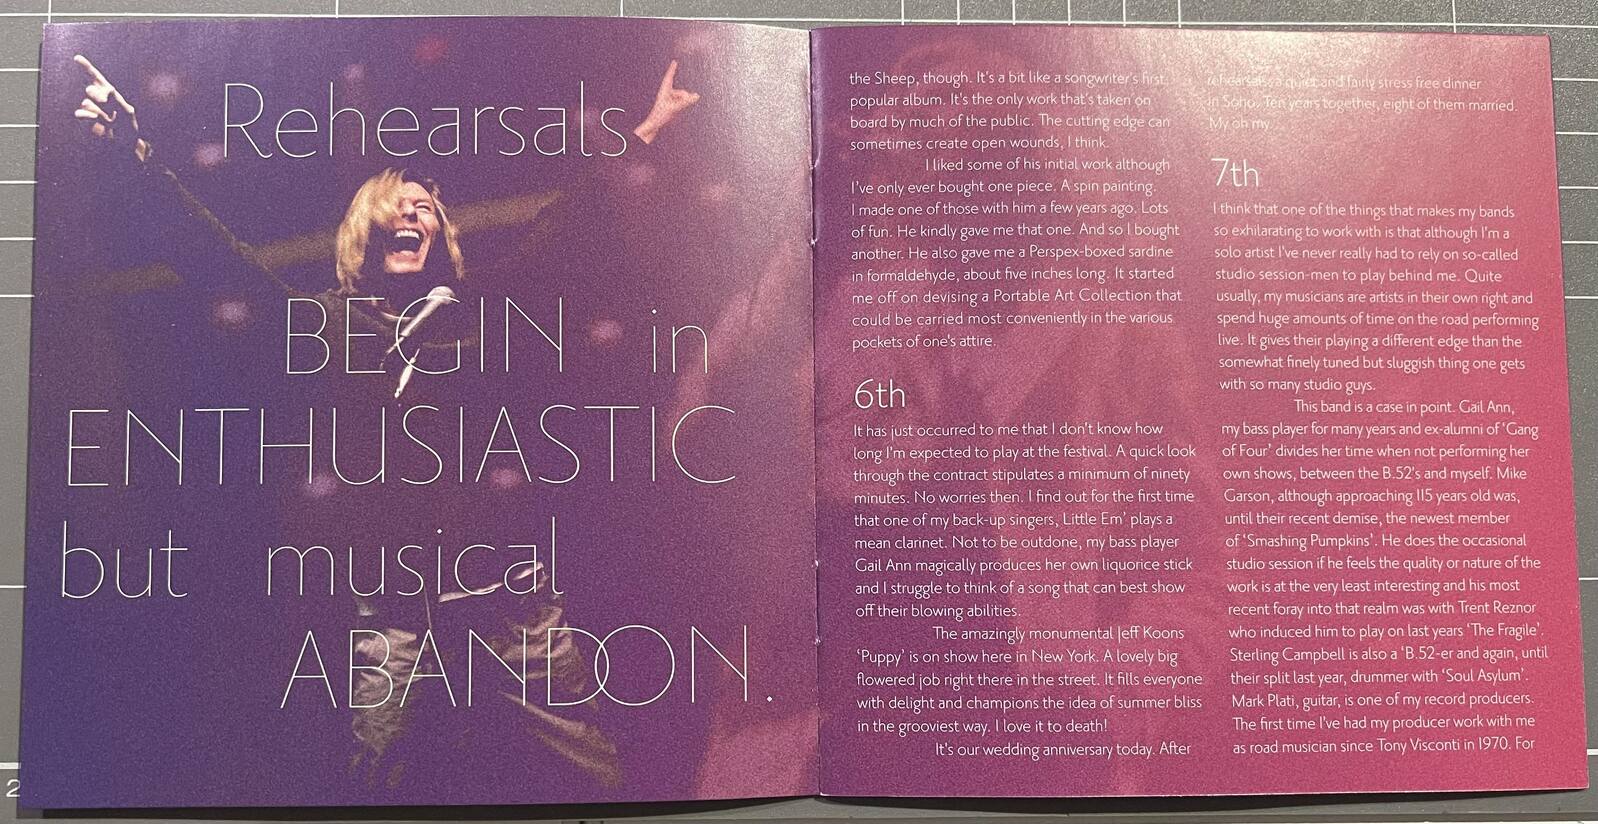 Rehearsals
BEGIN in
ENTHUSIASTIC
but musical
ABANDON.
the Sheep, though. It's a bit like a songwriter's first
popular album. It's the only work that's taken on
board by much of the public. The cutting edge can
sometimes create open wounds, I think.
I liked some of his initial work although
I've only ever bought one piece. A spin painting.
I made one of those with him a few years ago. Lots
of fun. He kindly gave me that one. And so I bought
another. He also gave me a Perspex-boxed sardine
in formaldehyde, about five inches long. It started
me off on devising a Portable Art Collection that
could be carried most conveniently in the various
pockets of one's attire.
6th
It has just occurred to me that I don't know how
long I'm expected to play at the festival. A quick look
through the contract stipulates a minimum of ninety
minutes. No worries then. I find out for the first time
that one of my back-up singers, Little Em' plays a
mean clarinet. Not to be outdone, my bass player
Gail Ann magically produces her own liquorice stick
and I struggle to think of a song that can best show
off their blowing abilities.
The amazingly monumental Jeff Koons
'Puppy' is on show here in New York. A lovely big
flowered job right there in the street. It fills everyone
with delight and champions the idea of summer bliss
in the grooviest way. I love it to death!
It's our wedding anniversary today. After
rehearsals a quiet and fairly stress free dinner
in Soho. Ten years together, eight of them married.
My oh my.
7th
I think that one of the things that makes my bands
so exhilarating to work with is that although I'm a
solo artist I've never really had to rely on so-called
studio session-men to play behind me. Quite
usually, my musicians are artists in their own right and
spend huge amounts of time on the road performing
live. It gives their playing a different edge than the
somewhat finely tuned but sluggish thing one gets
with so many studio guys.
This band is a case in point. Gail Ann,
my bass player for many years and ex-alumni of 'Gang
of Four' divides her time when not performing her
own shows, between the B.52's and myself. Mike
Garson, although approaching 115 years old was,
until their recent demise, the newest member
of 'Smashing Pumpkins'. He does the occasional
studio session if he feels the quality or nature of the
work is at the very least interesting and his most
recent foray into that realm was with Trent Reznor
who induced him to play on last years 'The Fragile'.
Sterling Campbell is also a 'B.52-er and again, until
their split last year, drummer with 'Soul Asylum'.
Mark Plati, guitar, is one of my record producers.
The first time I've had my producer work with me
as road musician since Tony Visconti in 1970. For
2